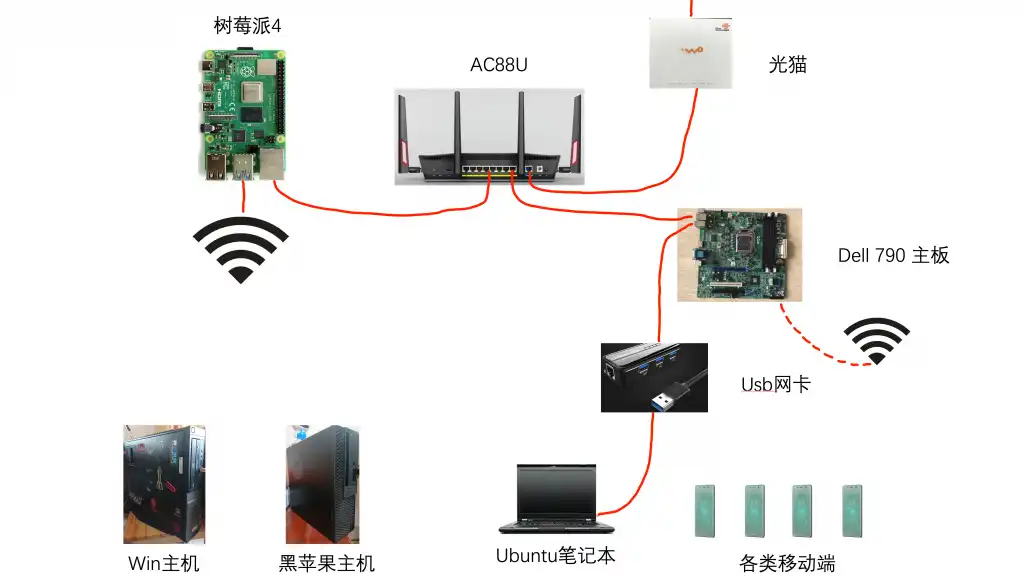 树莓派4
AC88U
光猫
Dell 790 主板
Usb网卡
Win主机
黑苹果主机
Ubuntu笔记本
各类移动端